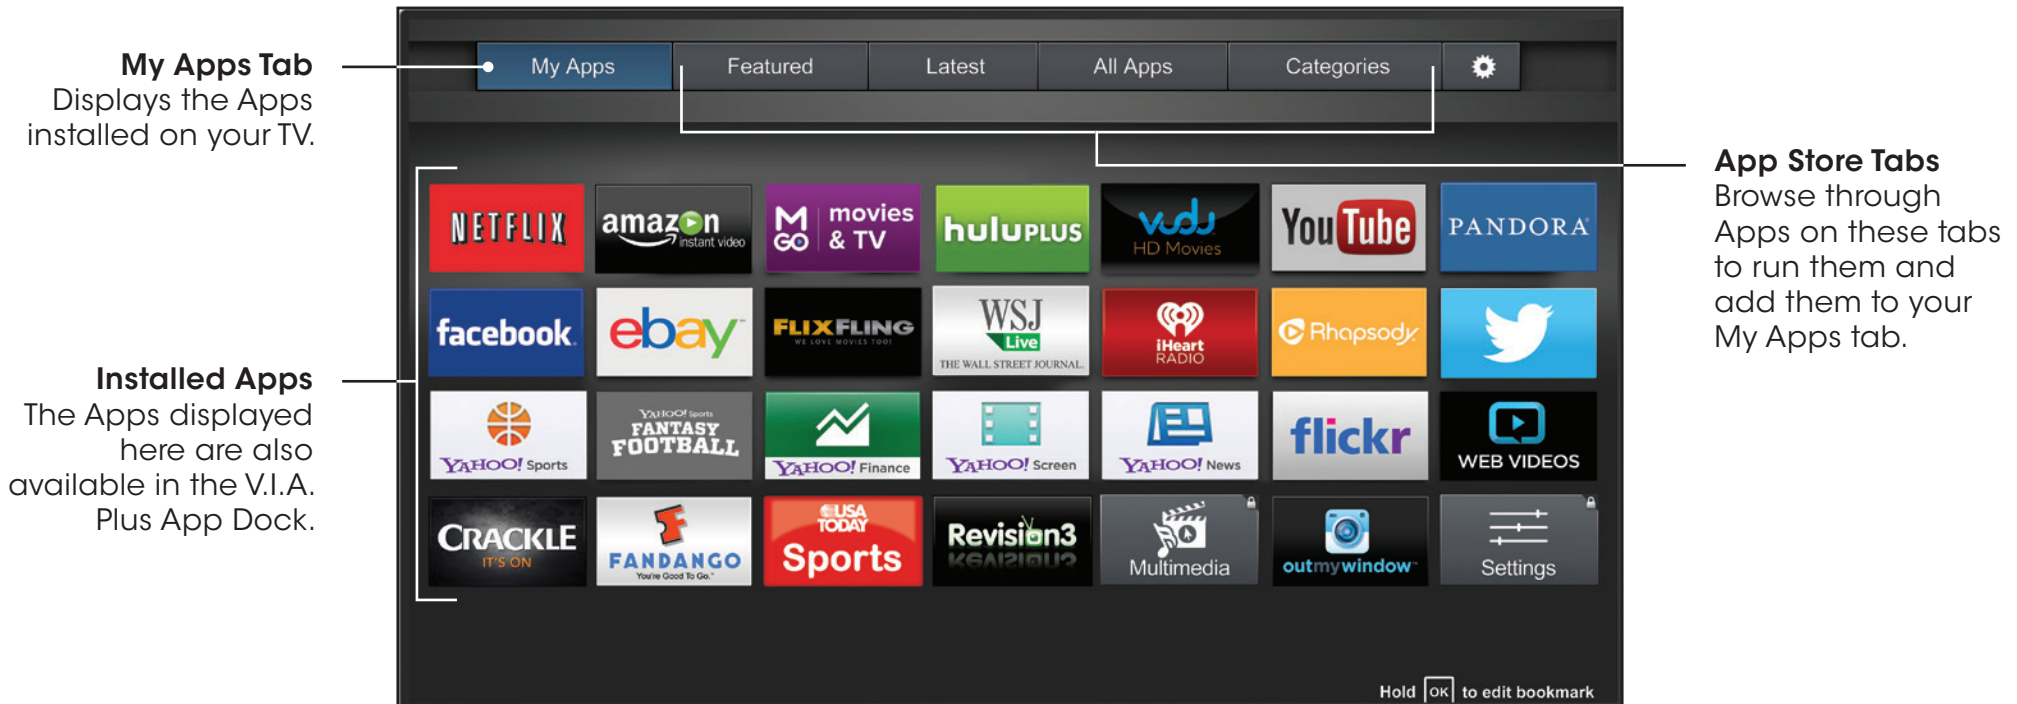 My Apps Tab
Displays the Apps
installed on your TV.
Installed Apps
The Apps displayed
here are also
available in the V.I.A.
Plus App Dock.
My Apps
Featured
Latest
All Apps
Categories
NETFLIX
amazon
instant video
M GO
movies
& TV
huluPLUS
vudu
HD Movies
YouTube
PANDORA
facebook
ebay
FLIXFLING
WE LOVE MOVIES TOO!
WSJ
Live
THE WALL STREET JOURNAL.
iHeart
RADIO
Rhapsody
YAHOO! Sports
YAHOO! Sports
FANTASY
FOOTBALL
YAHOO! Finance
YAHOO! Screen
YAHOO! News
flickr
WEB VIDEOS
CRACKLE
IT'S ON
FANDANGO
You're Good To Go.™
USA
TODAY
Sports
Revision3
Multimedia
outmywindow
Settings
Hold OK to edit bookmark
App Store Tabs
Browse through
Apps on these tabs
to run them and
add them to your
My Apps tab.